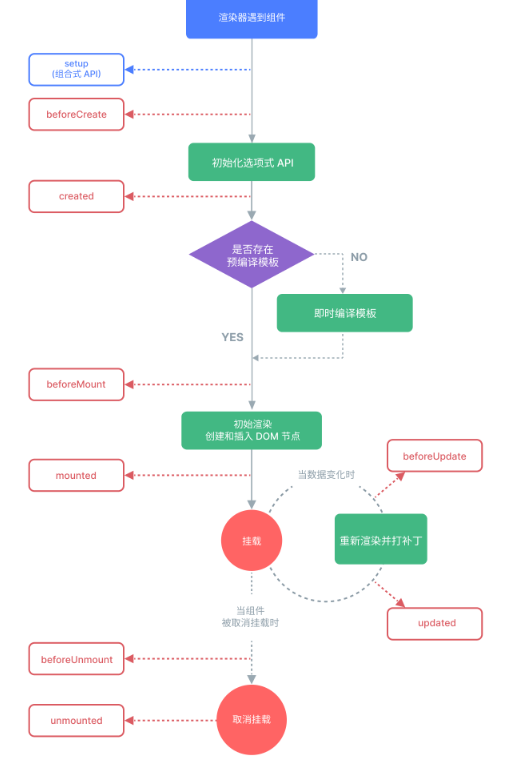 渲染器遇到组件
setup
(组合式 API)
beforeCreate
初始化选项式 API
created
是否存在
预编译模板
NO
即时编译模板
YES
beforeMount
初始渲染
创建和插入 DOM 节点
beforeUpdate
mounted
当数据变化时
挂载
重新渲染并打补丁
当组件
被取消挂载时
updated
beforeUnmount
unmounted
取消挂载